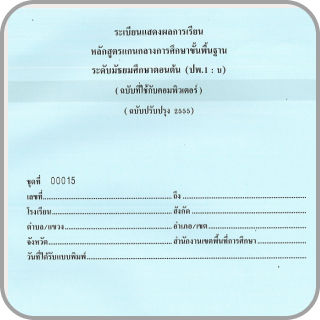 ระเบียนแสดงผลการเรียน
หลักสูตรแกนกลางการศึกษาขั้นพื้นฐาน
ระดับมัธยมศึกษาตอนต้น (ปพ.1 : บ)
(ฉบับที่ใช้กับคอมพิวเตอร์)
(ฉบับปรับปรุง 2555)
ชุดที่ 00015
เลขที่........................................ ถึง........................................
โรงเรียน........................................ สังกัด........................................
ตำบล/แขวง........................................ อำเภอ/เขต........................................
จังหวัด........................................ สำนักงานเขตพื้นที่การศึกษา....................
วันที่ได้รับแบบพิมพ์................................................................................